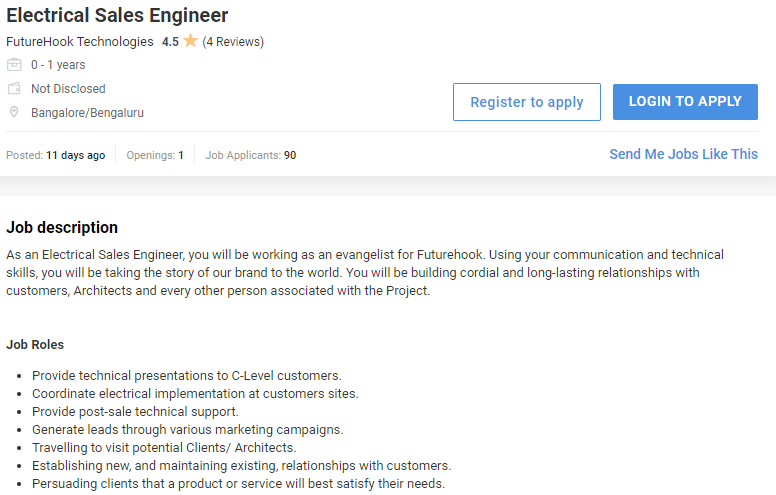 Electrical Sales Engineer
FutureHook Technologies 4.5 (4 Reviews)
0 - 1 years
Not Disclosed
Bangalore/Bengaluru
Register to apply
LOGIN TO APPLY
Posted: 11 days ago Openings: 1 Job Applicants: 90
Send Me Jobs Like This
Job description
As an Electrical Sales Engineer, you will be working as an evangelist for Futurehook. Using your communication and technical
skills, you will be taking the story of our brand to the world. You will be building cordial and long-lasting relationships with
customers, Architects and every other person associated with the Project.
Job Roles
• Provide technical presentations to C-Level customers.
• Coordinate electrical implementation at customers sites.
• Provide post-sale technical support.
• Generate leads through various marketing campaigns.
• Travelling to visit potential Clients/ Architects.
• Establishing new, and maintaining existing, relationships with customers.
• Persuading clients that a product or service will best satisfy their needs.